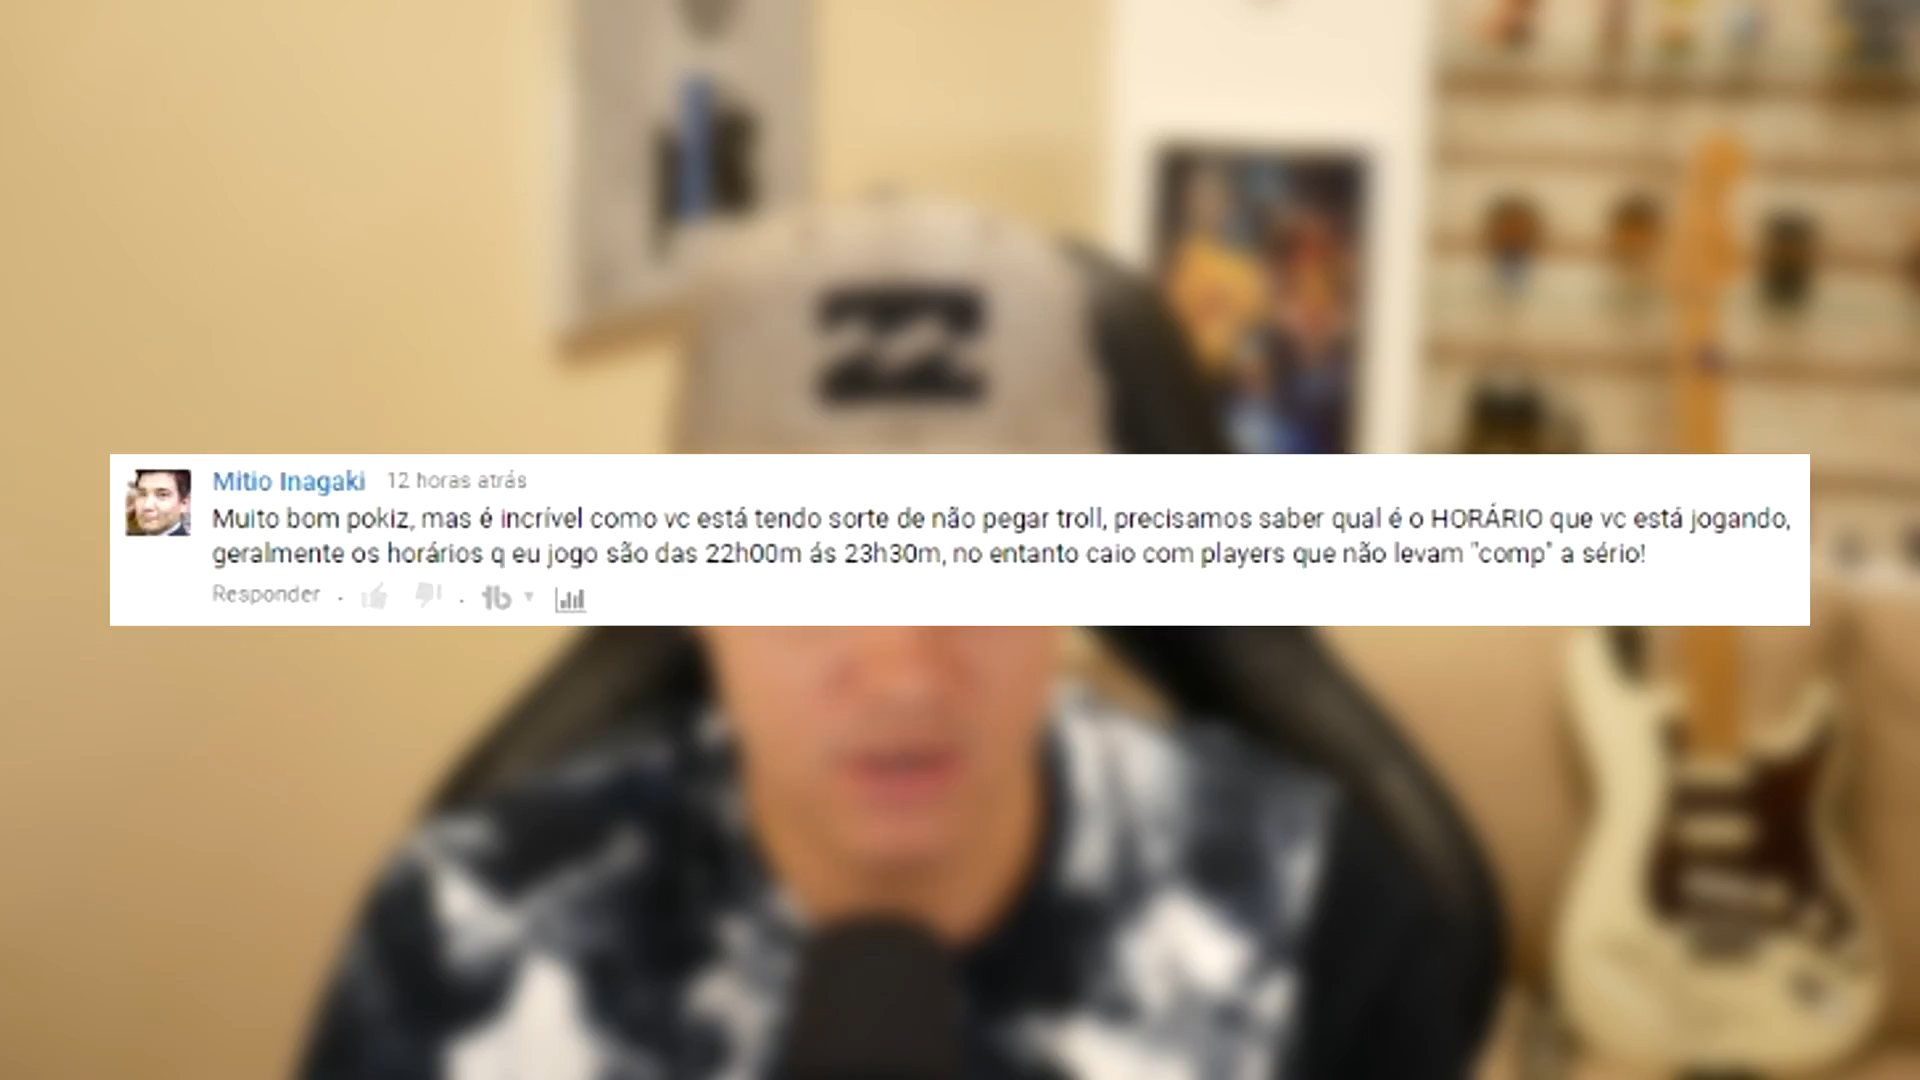 Mitio Inagaki 12 horas atrás
Muito bom pokiz, mas é incrível como vc está tendo sorte de não pegar troll, precisamos saber qual é o HORÁRIO que vc está jogando,
geralmente os horários q eu jogo são das 22h00m ás 23h30m, no entanto caio com players que não levam "comp" a sério!
Responder